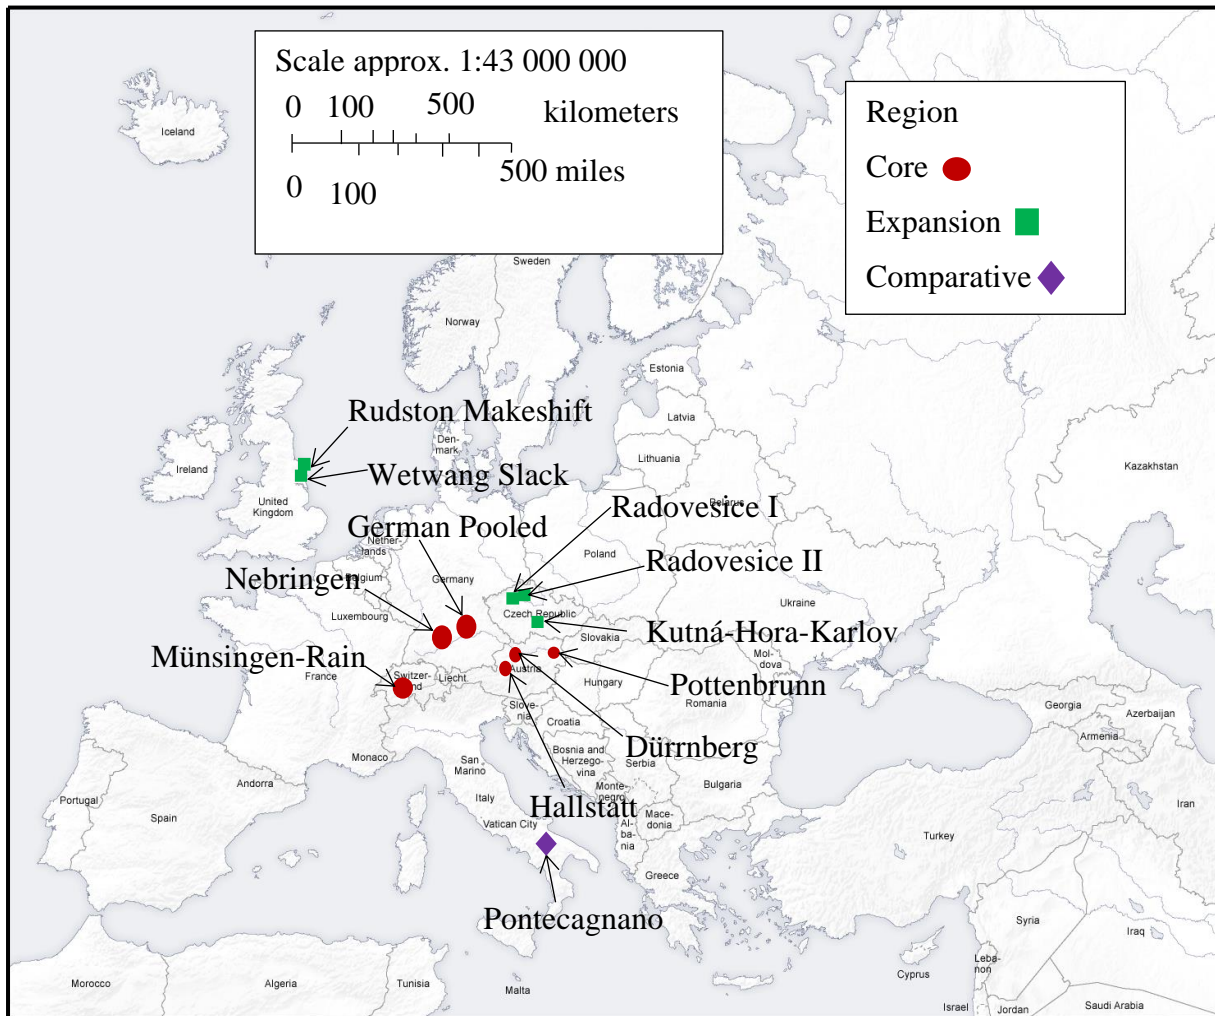 Scale approx. 1:43 000 000
0 100 500 kilometers
0 100 500 miles
Region
Core
Expansion
Comparative
Iceland
Sweden
Norway
Estonia
Latvia
Lithuania
Den-
mark
Rudston Makeshift
Wetwang Slack
Ireland
United
Kingdom
Kazakhstan
Belarus
Radovesice I
German Pooled
Nether-
lands
Poland
Radovesice II
Nebringen
Belgium
Germany
Luxembourg
Czech Republic
Ukraine
Kutná-Hora-Karlov
Slovakia
Münsingen-Rain
France
Switzer-
land
Liecht.
Austria
Mol-
dova
Pottenbrunn
Hungary
Romania
Slove-
nia
Croatia
Dürrnberg
Georgia
Azerbaijan
Armenia
Monaco
San
Marino
Bosnia and
Herzego-
vina
Serbia
Andorra
Bulgaria
Monte-
negro
Hallstatt
Italy
Portugal
Spain
Vatican City
Mace-
donia
Al-
ba-
nia
Turkey
Iran
Greece
Pontecagnano
Syria
Iraq
Leba-
non
Cyprus
Morocco
Algeria
Tunisia
Malta
Israel
Jordan
Saudi Arabia